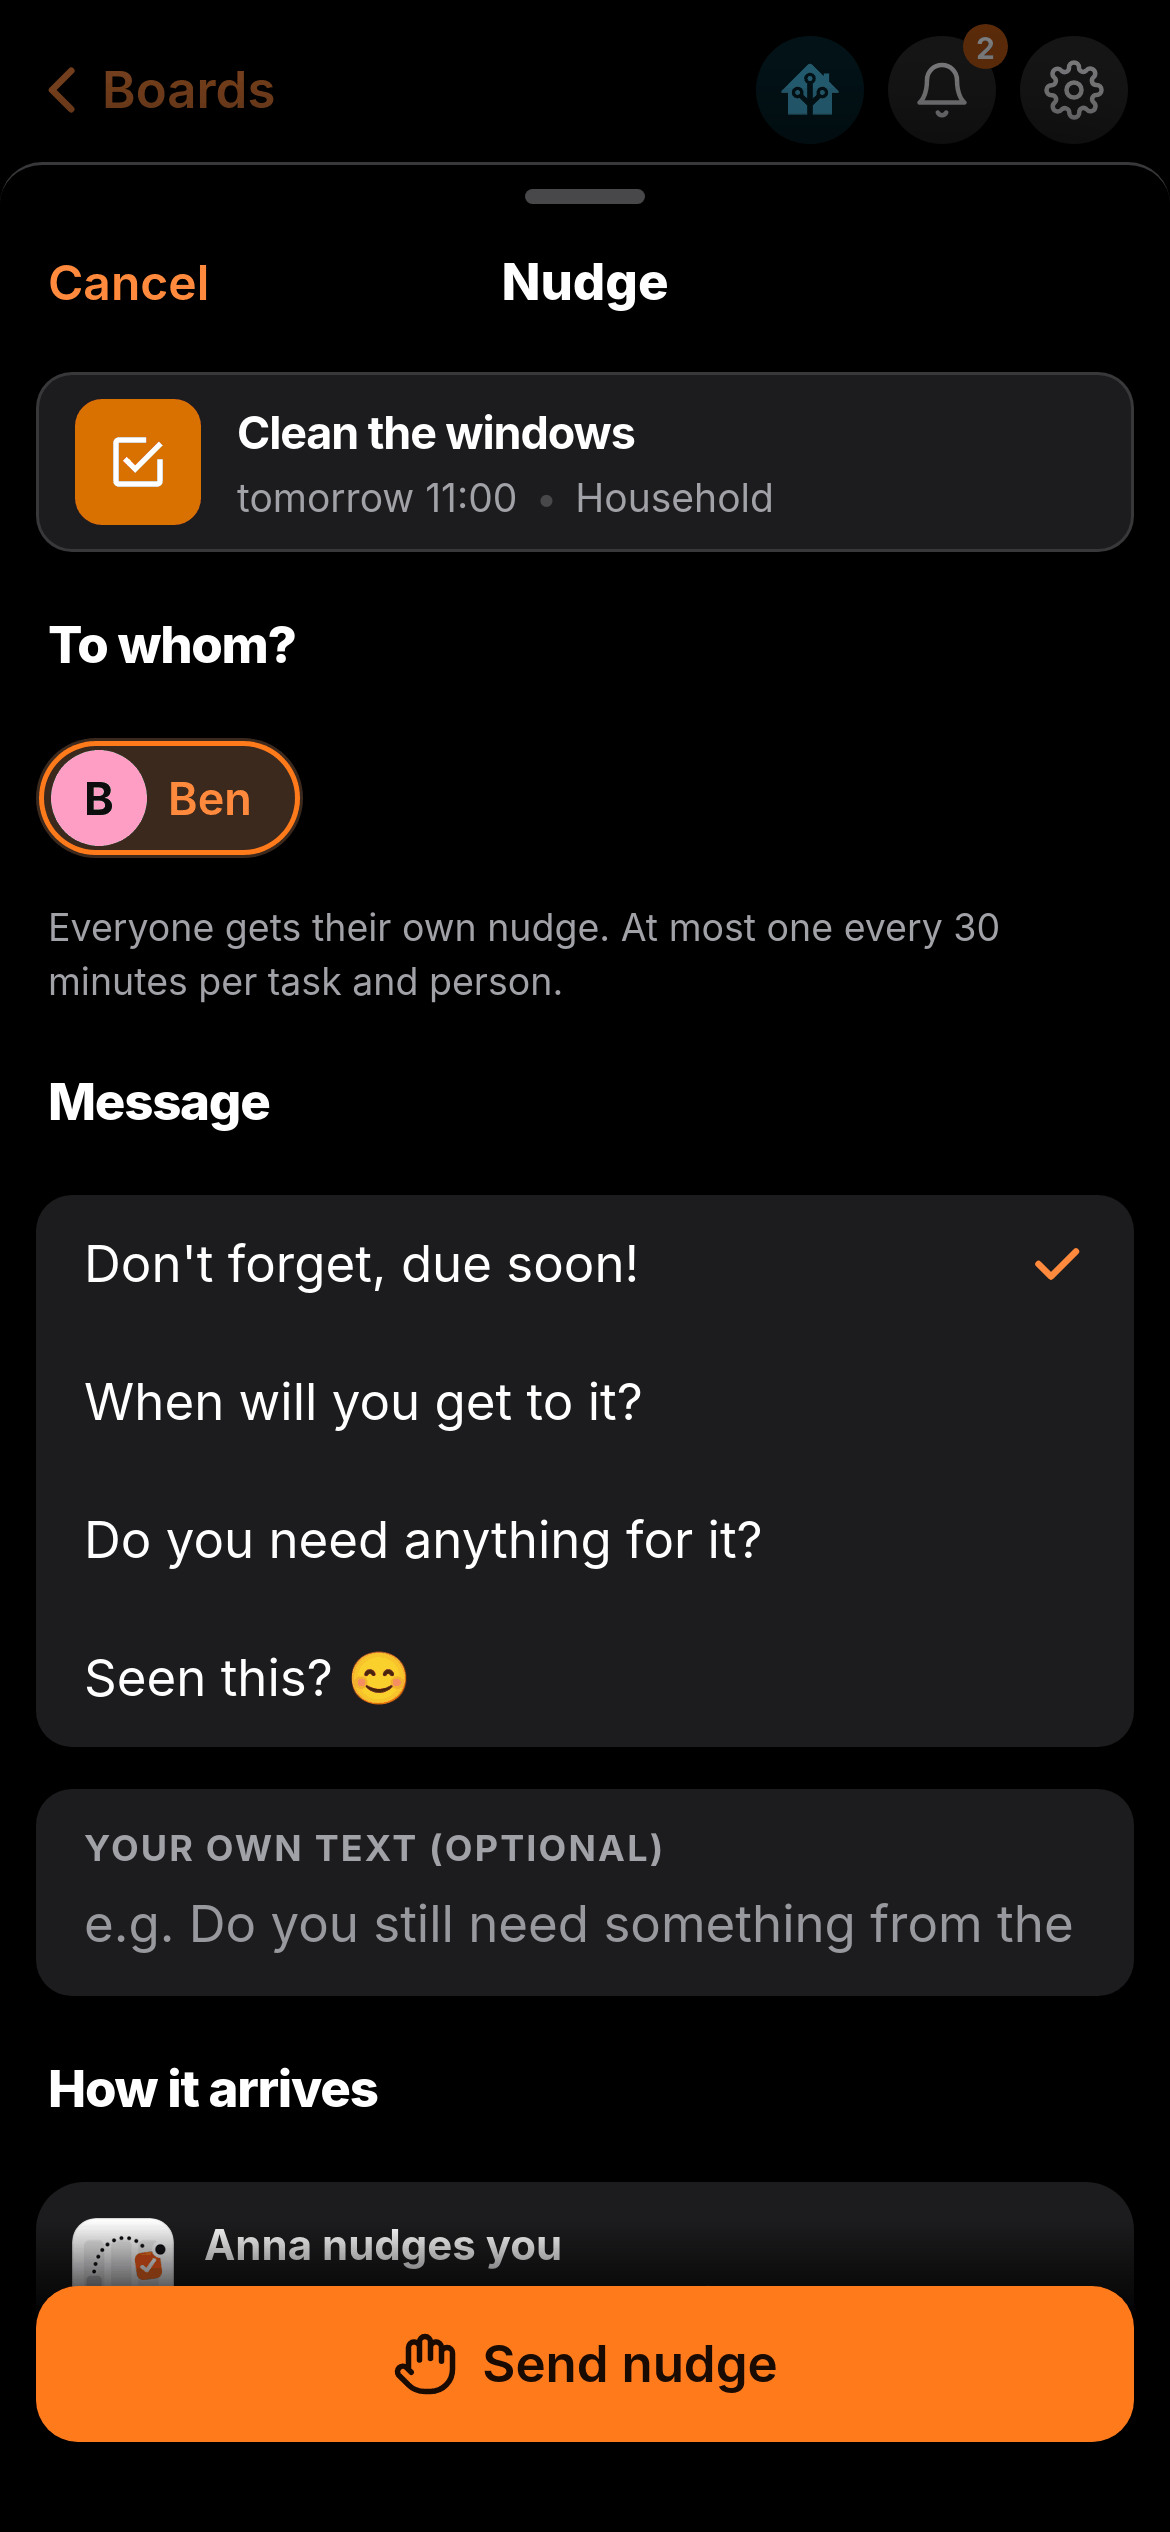 Boards
2
Cancel
Nudge
Clean the windows
tomorrow 11:00 • Household
To whom?
B
Ben
Everyone gets their own nudge. At most one every 30
minutes per task and person.
Message
Don't forget, due soon!
When will you get to it?
Do you need anything for it?
Seen this? 😊
YOUR OWN TEXT (OPTIONAL)
e.g. Do you still need something from the
How it arrives
Anna nudges you
Send nudge